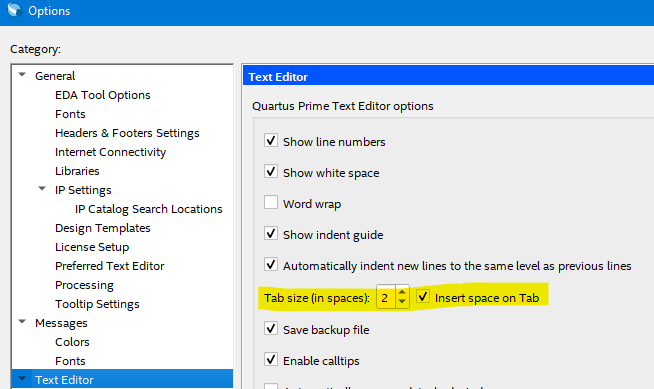 Options
Category:
General
EDA Tool Options
Fonts
Headers & Footers Settings
Internet Connectivity
Libraries
IP Settings
IP Catalog Search Locations
Design Templates
License Setup
Preferred Text Editor
Processing
Tooltip Settings
Messages
Colors
Fonts
Text Editor
Text Editor
Quartus Prime Text Editor options
Show line numbers
Show white space
Word wrap
Show indent guide
Automatically indent new lines to the same level as previous lines
Tab size (in spaces): 2 Insert space on Tab
Save backup file
Enable calltips